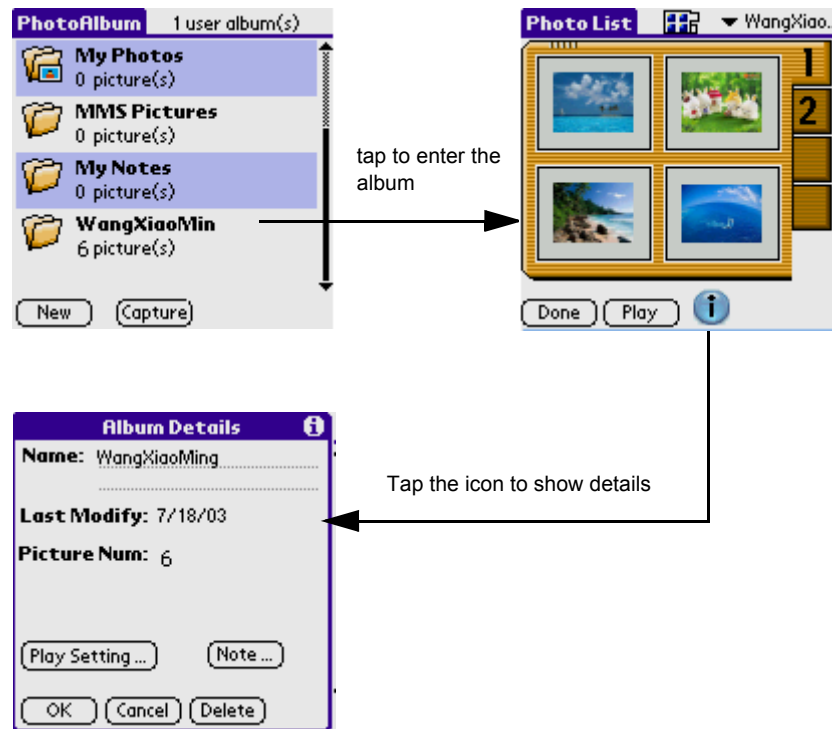 PhotoAlbum 1 user album(s)
My Photos
0 picture(s)
MMS Pictures
0 picture(s)
My Notes
0 picture(s)
WangXiaoMin
6 picture(s)
New Capture
tap to enter the
album
Photo List WangXiao..
1
2
Done Play i
Tap the icon to show details
Album Details i
Name: WangXiaoMing
Last Modify: 7/18/03
Picture Num: 6
Play Setting ... Note ...
OK Cancel Delete